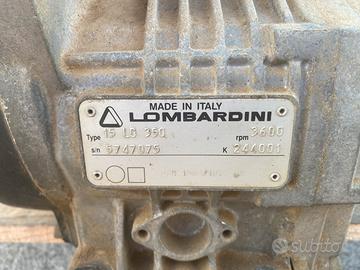 MADE IN ITALY
LOMBARDINI
Type 15 LD 350 rpm 3600
s/n 5747075 K 244001
subito